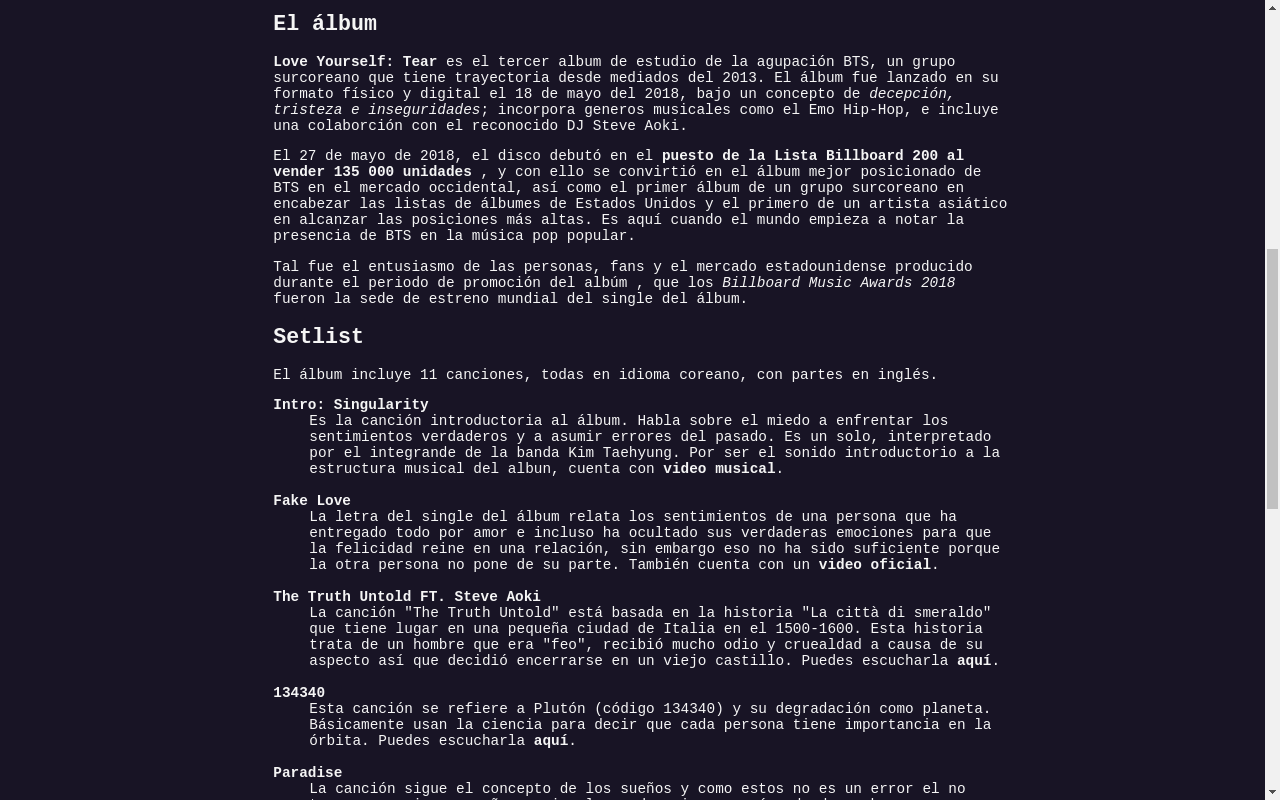 El álbum
Love Yourself: Tear es el tercer album de estudio de la agupación BTS, un grupo
surcoreano que tiene trayectoria desde mediados del 2013. El álbum fue lanzado en su
formato físico y digital el 18 de mayo del 2018, bajo un concepto de decepción,
tristeza e inseguridades; incorpora generos musicales como el Emo Hip-Hop, e incluye
una colaborción con el reconocido DJ Steve Aoki.
El 27 de mayo de 2018, el disco debutó en el puesto de la Lista Billboard 200 al
vender 135 000 unidades , y con ello se convirtió en el álbum mejor posicionado de
BTS en el mercado occidental, así como el primer álbum de un grupo surcoreano en
encabezar las listas de álbumes de Estados Unidos y el primero de un artista asiático
en alcanzar las posiciones más altas. Es aquí cuando el mundo empieza a notar la
presencia de BTS en la música pop popular.
Tal fue el entusiasmo de las personas, fans y el mercado estadounidense producido
durante el periodo de promoción del albúm , que los Billboard Music Awards 2018
fueron la sede de estreno mundial del single del álbum.
Setlist
El álbum incluye 11 canciones, todas en idioma coreano, con partes en inglés.
Intro: Singularity
Es la canción introductoria al álbum. Habla sobre el miedo a enfrentar los
sentimientos verdaderos y a asumir errores del pasado. Es un solo, interpretado
por el integrande de la banda Kim Taehyung. Por ser el sonido introductorio a la
estructura musical del albun, cuenta con video musical.
Fake Love
La letra del single del álbum relata los sentimientos de una persona que ha
entregado todo por amor e incluso ha ocultado sus verdaderas emociones para que
la felicidad reine en una relación, sin embargo eso no ha sido suficiente porque
la otra persona no pone de su parte. También cuenta con un video oficial.
The Truth Untold FT. Steve Aoki
La canción "The Truth Untold" está basada en la historia "La città di smeraldo"
que tiene lugar en una pequeña ciudad de Italia en el 1500-1600. Esta historia
trata de un hombre que era "feo", recibió mucho odio y cruealdad a causa de su
aspecto así que decidió encerrarse en un viejo castillo. Puedes escucharla aquí.
134340
Esta canción se refiere a Plutón (código 134340) y su degradación como planeta.
Básicamente usan la ciencia para decir que cada persona tiene importancia en la
órbita. Puedes escucharla aquí.
Paradise
La canción sigue el concepto de los sueños y como estos no es un error el no